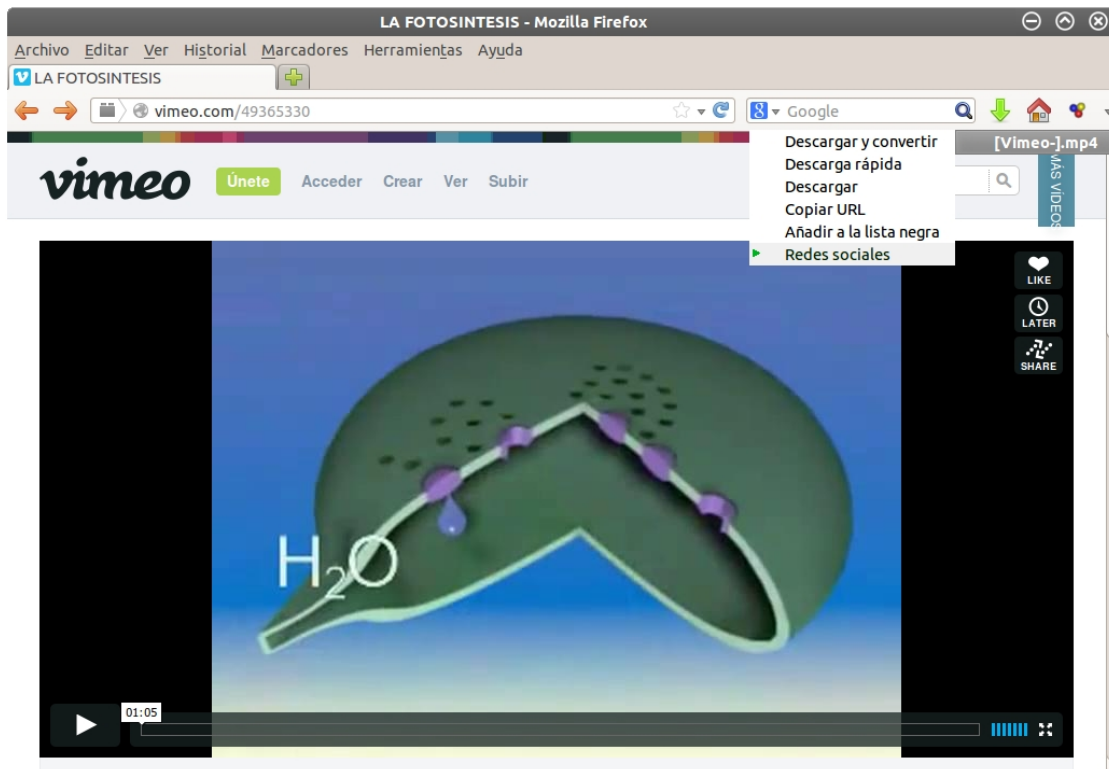 LA FOTOSINTESIS - Mozilla Firefox
Archivo Editar Ver Historial Marcadores Herramientas Ayuda
LA FOTOSINTESIS
vimeo.com/49365330
Google
Descargar y convertir
[Vimeo-].mp4
Descarga rápida
Descargar
Copiar URL
Añadir a la lista negra
Redes sociales
vimeo
Únete Acceder Crear Ver Subir
MÁS VÍDEOS
LIKE
LATER
SHARE
H₂O
01:05